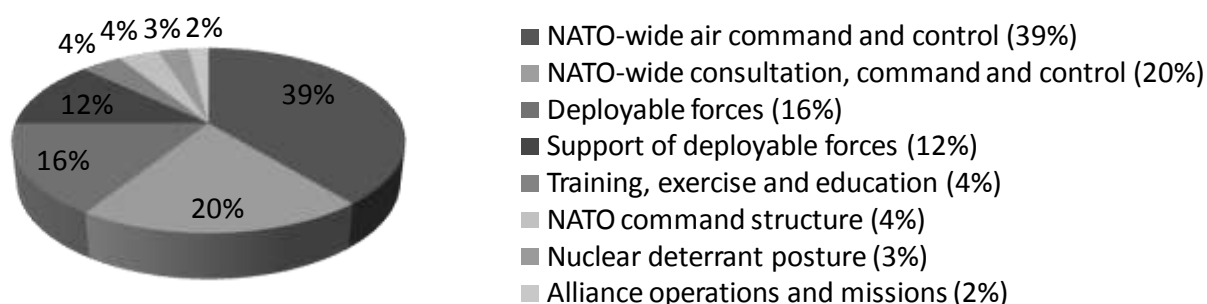 4% 4% 3% 2%
39%
12%
16%
20%
NATO-wide air command and control (39%)
NATO-wide consultation, command and control (20%)
Deployable forces (16%)
Support of deployable forces (12%)
Training, exercise and education (4%)
NATO command structure (4%)
Nuclear deterrant posture (3%)
Alliance operations and missions (2%)